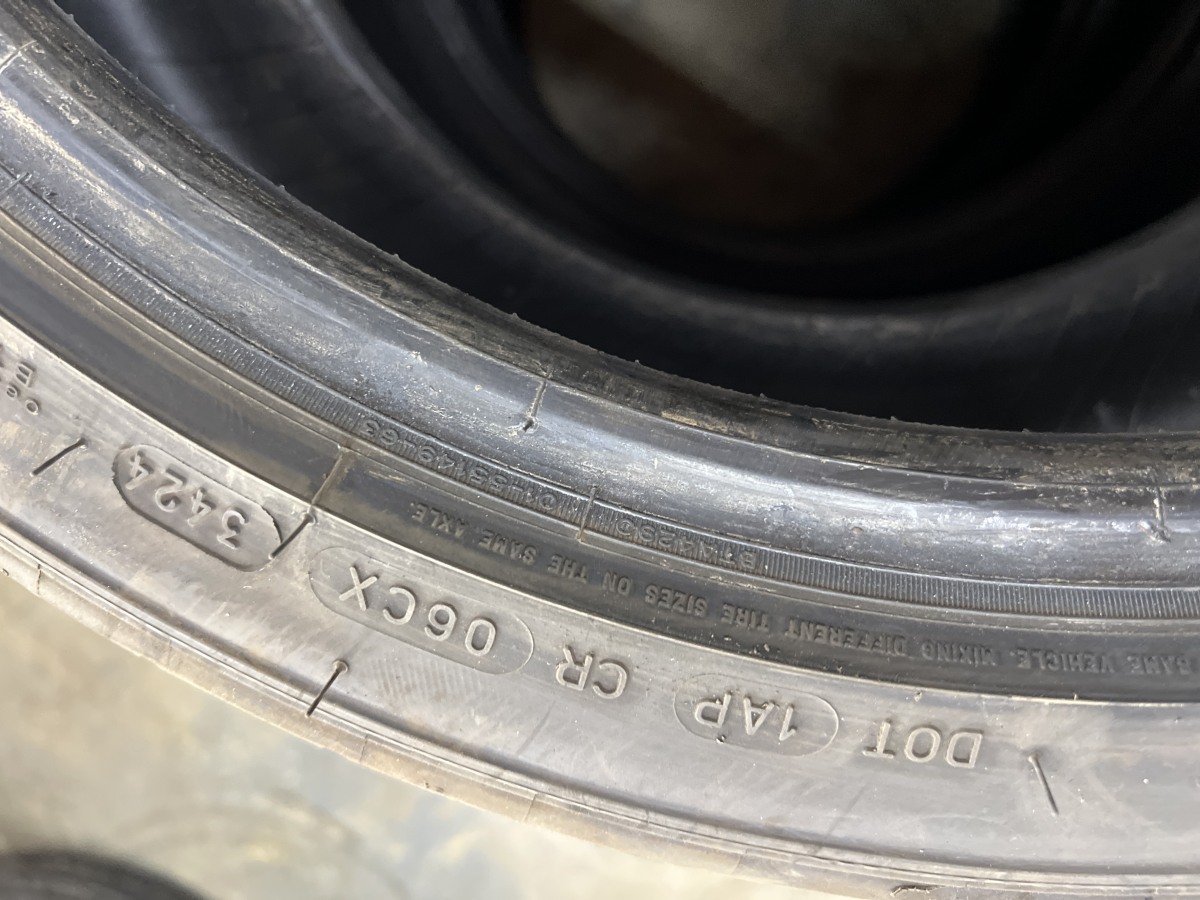 DOT 1AP CR 06CX 3424
SAME VEHICLE. MIXING DIFFERENT TIRE SIZES ON THE SAME AXLE.